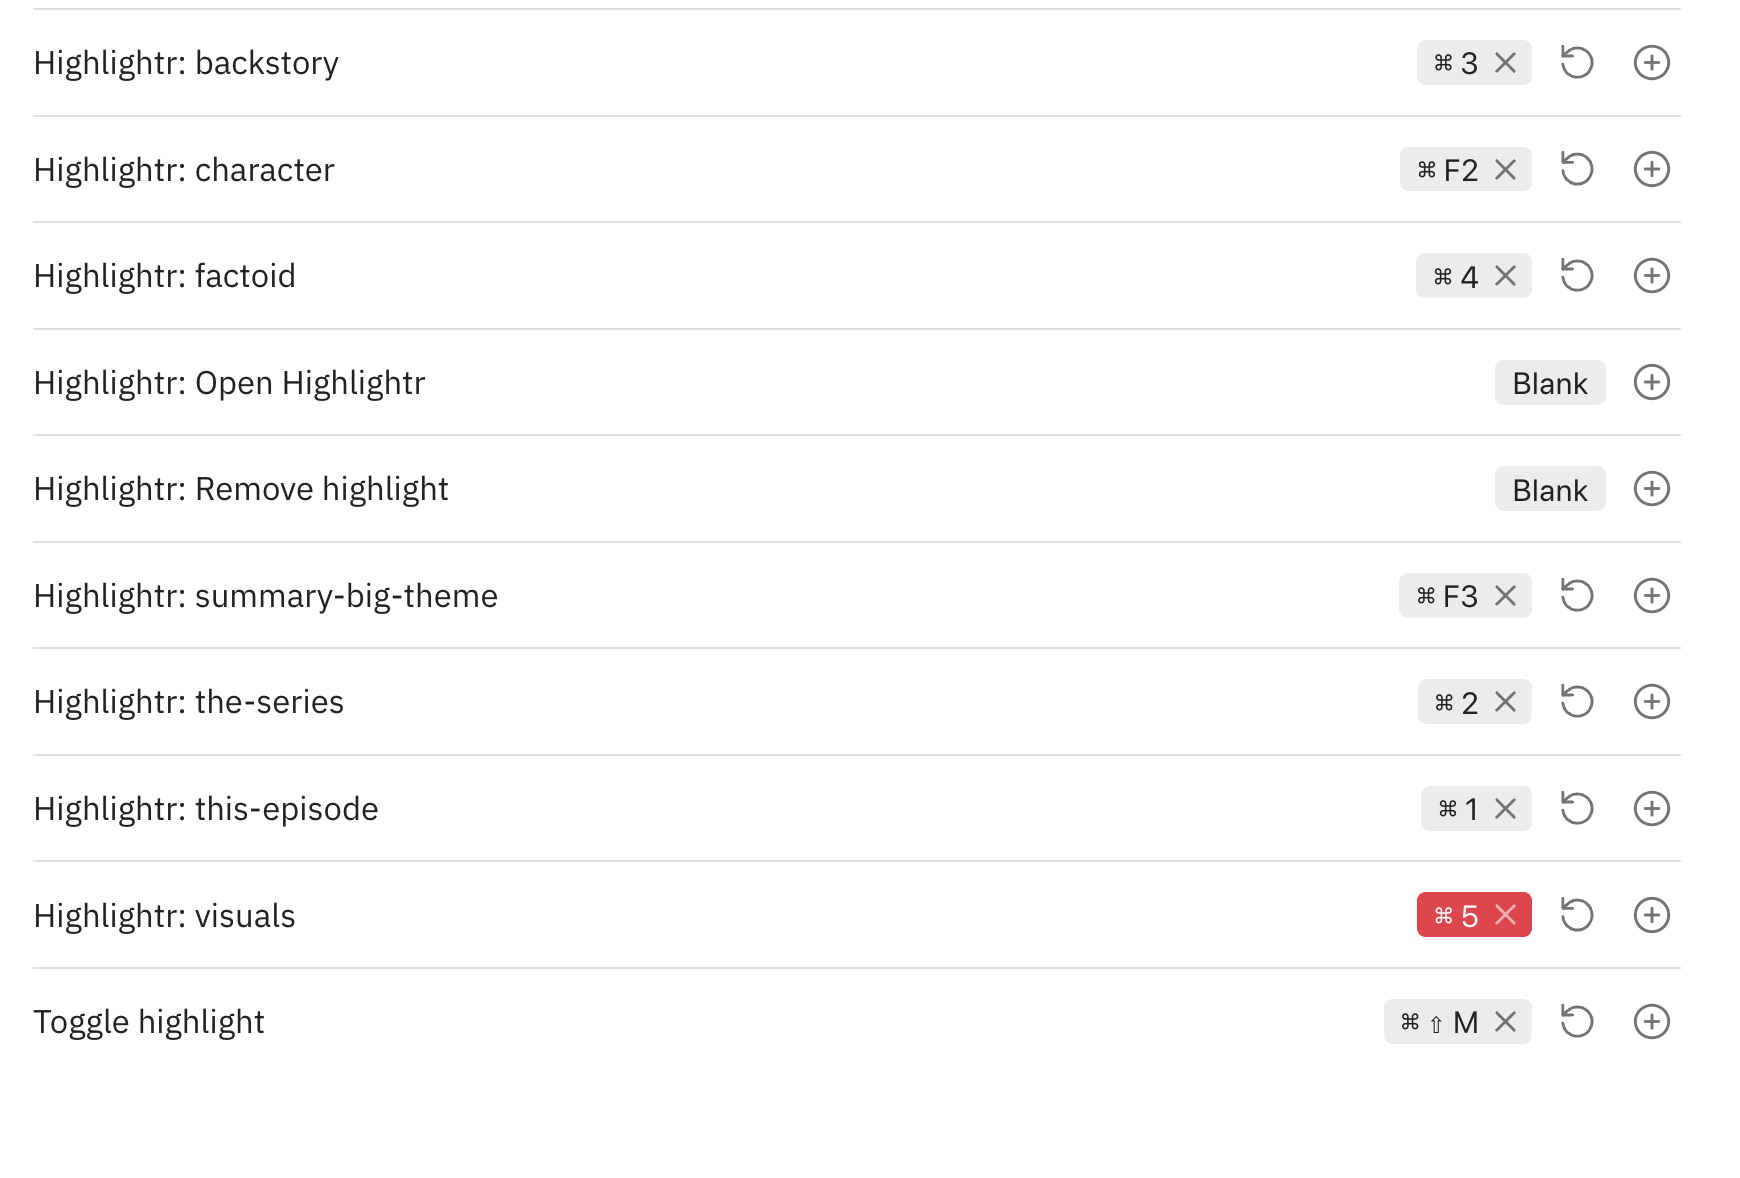 Highlightr: backstory ⌘ 3
Highlightr: character ⌘ F2
Highlightr: factoid ⌘ 4
Highlightr: Open Highlightr Blank
Highlightr: Remove highlight Blank
Highlightr: summary-big-theme ⌘ F3
Highlightr: the-series ⌘ 2
Highlightr: this-episode ⌘ 1
Highlightr: visuals ⌘ 5
Toggle highlight ⌘ ⇧ M